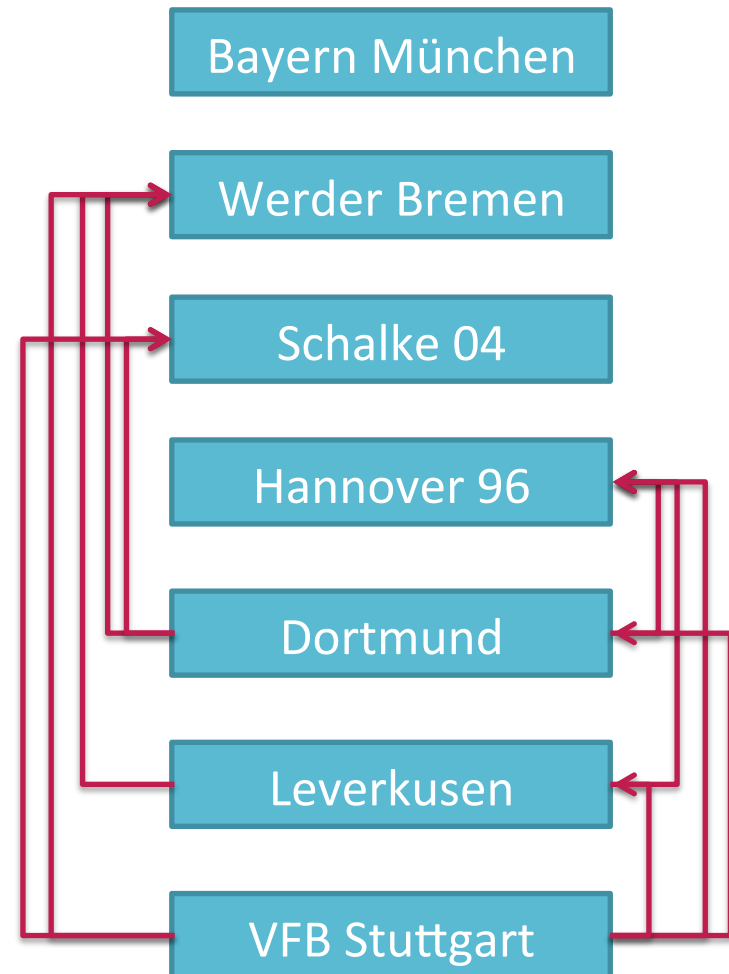 Bayern München
Werder Bremen
Schalke 04
Hannover 96
Dortmund
Leverkusen
VFB Stuttgart